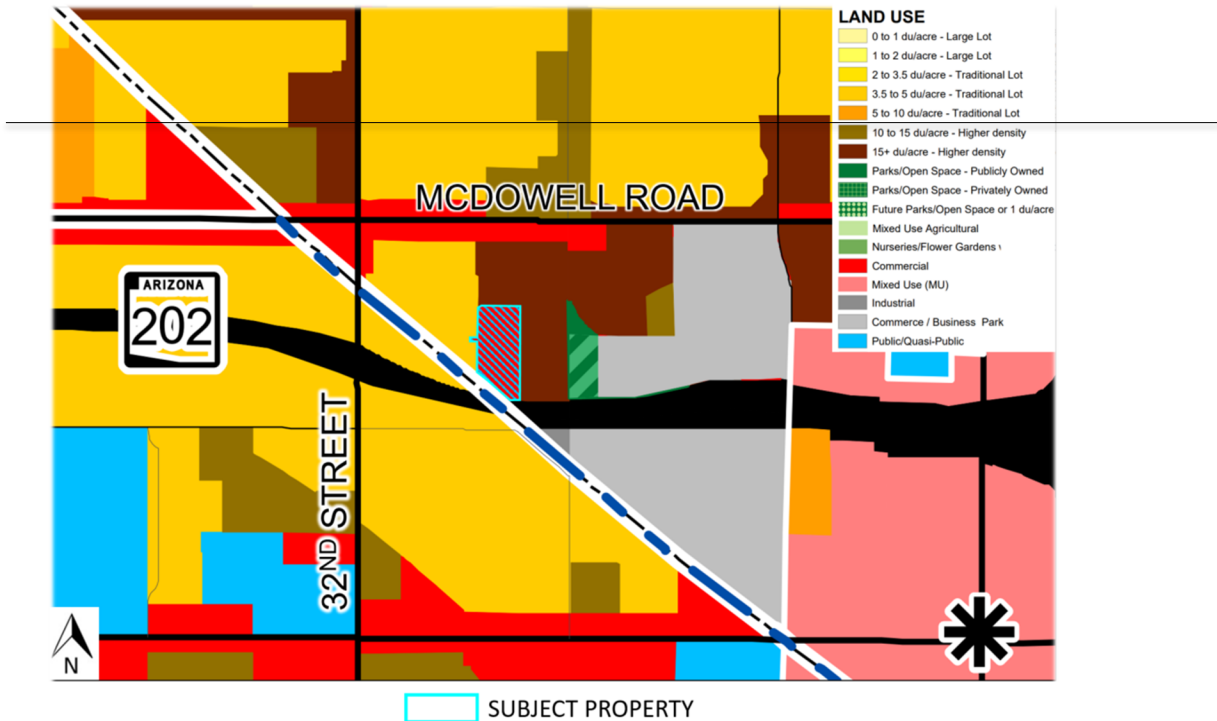 LAND USE
0 to 1 du/acre - Large Lot
1 to 2 du/acre - Large Lot
2 to 3.5 du/acre - Traditional Lot
3.5 to 5 du/acre - Traditional Lot
5 to 10 du/acre - Traditional Lot
10 to 15 du/acre - Higher density
15+ du/acre - Higher density
Parks/Open Space - Publicly Owned
Parks/Open Space - Privately Owned
Future Parks/Open Space or 1 du/acre
Mixed Use Agricultural
Nurseries/Flower Gardens
Commercial
Mixed Use (MU)
Industrial
Commerce / Business Park
Public/Quasi-Public
MCDOWELL ROAD
ARIZONA
202
32ND STREET
N
SUBJECT PROPERTY